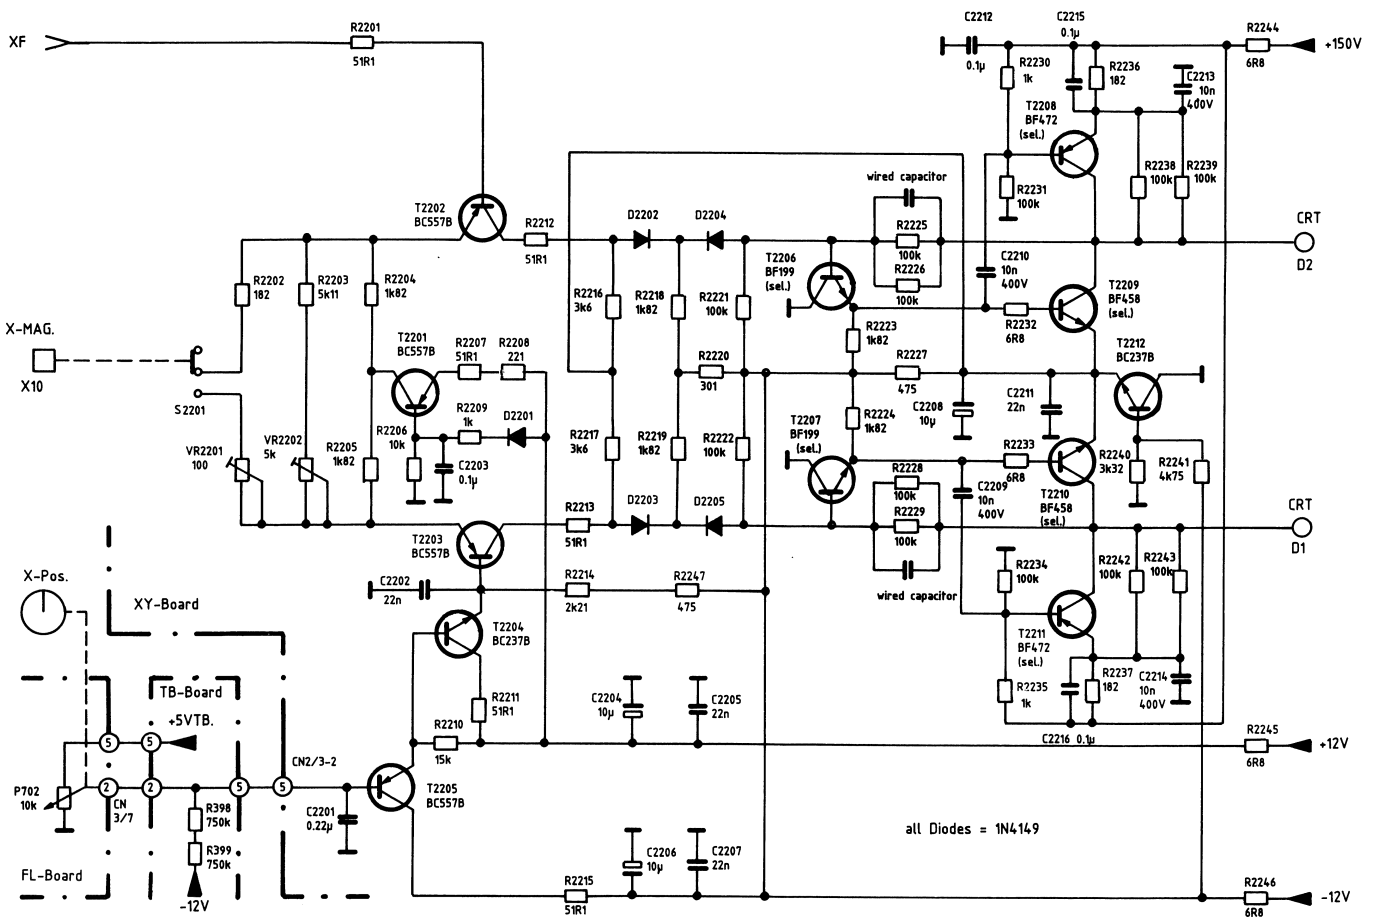 XF
R2201
51R1
C2212
0.1µ
C2215
0.1µ
R2244
6R8
+150V
R2230
1k
R2236
182
C2213
10n
400V
T2208
BF472
(sel.)
R2231
100k
R2238
100k
R2239
100k
wired capacitor
T2202
BC557B
R2212
51R1
D2202
D2204
R2225
100k
R2226
100k
CRT
D2
T2206
BF199
(sel.)
C2210
10n
400V
T2209
BF458
(sel.)
R2202
182
R2203
5k11
R2204
1k82
R2216
3k6
R2218
1k82
R2221
100k
R2223
1k82
R2232
6R8
X-MAG.
X10
T2201
BC557B
R2207
51R1
R2208
221
R2220
301
R2227
475
T2212
BC237B
S2201
R2206
10k
R2209
1k
D2201
C2208
10µ
C2211
22n
T2207
BF199
(sel.)
R2224
1k82
VR2201
100
VR2202
5k
R2205
1k82
C2203
0.1µ
R2217
3k6
R2219
1k82
R2222
100k
R2228
100k
R2233
6R8
R2240
3k32
R2241
4k75
C2209
10n
400V
T2210
BF458
(sel.)
R2213
51R1
D2203
D2205
R2229
100k
CRT
D1
T2203
BC557B
C2202
22n
R2214
2k21
R2247
475
wired capacitor
R2234
100k
R2242
100k
R2243
100k
X-Pos.
XY-Board
T2204
BC237B
T2211
BF472
(sel.)
R2235
1k
R2237
182
C2214
10n
400V
TB-Board
+5VTB.
R2211
51R1
C2204
10µ
C2205
22n
R2210
15k
C2216 0.1µ
R2245
6R8
+12V
5
5
P702
10k
2
2
5
5
CN
3/7
CN2/3-2
R398
750k
R399
750k
C2201
0.22µ
T2205
BC557B
all Diodes = 1N4149
FL-Board
-12V
C2206
10µ
C2207
22n
R2215
51R1
R2246
6R8
-12V